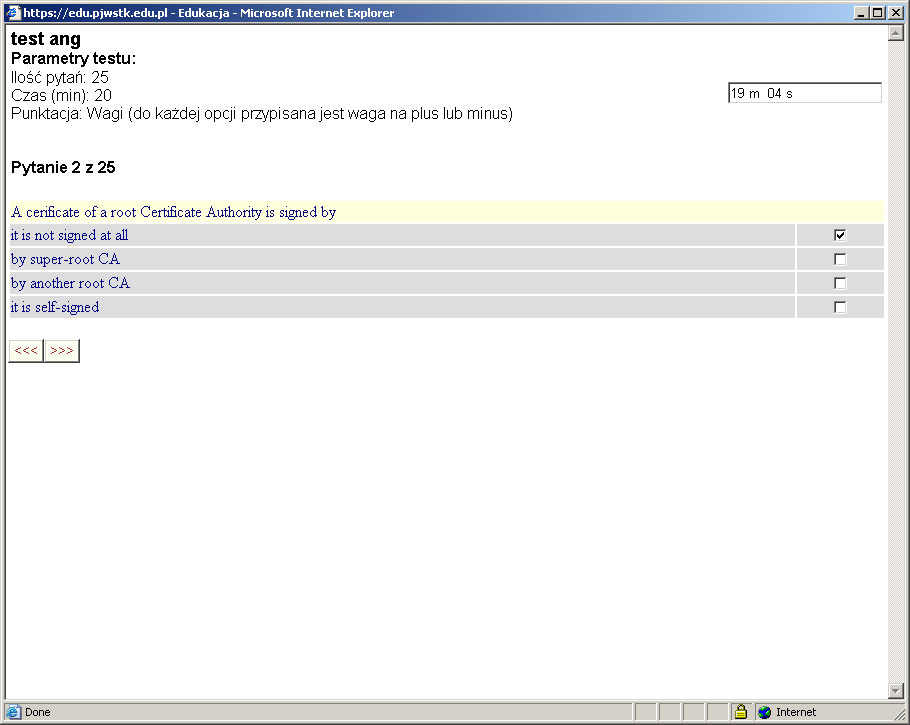 https://edu.pjwstk.edu.pl - Edukacja - Microsoft Internet Explorer
test ang
Parametry testu:
Ilość pytań: 25
Czas (min): 20
19 m 04 s
Punktacja: Wagi (do każdej opcji przypisana jest waga na plus lub minus)
Pytanie 2 z 25
A cerificate of a root Certificate Authority is signed by
it is not signed at all
by super-root CA
by another root CA
it is self-signed
<<< >>>
Done Internet